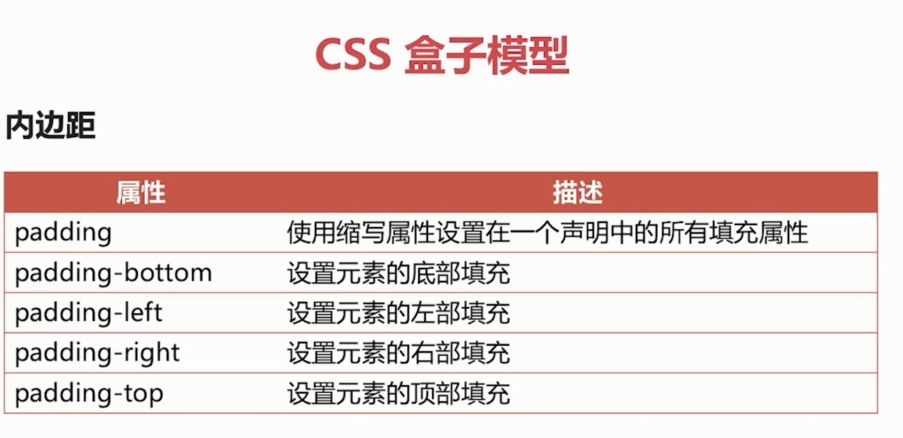 CSS 盒子模型
内边距
属性 描述
padding 使用缩写属性设置在一个声明中的所有填充属性
padding-bottom 设置元素的底部填充
padding-left 设置元素的左部填充
padding-right 设置元素的右部填充
padding-top 设置元素的顶部填充